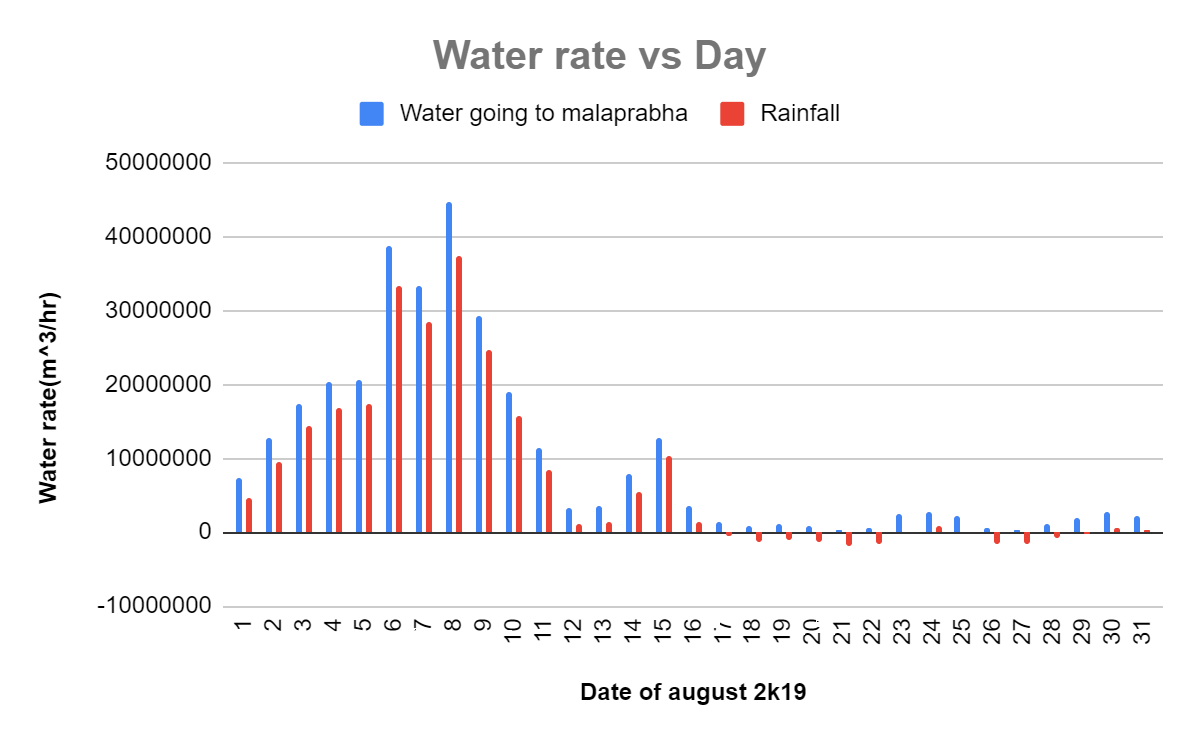 Water rate vs Day
Water going to malaprabha
Rainfall
Water rate(m^3/hr)
50000000
40000000
30000000
20000000
10000000
0
-10000000
1 2 3 4 5 6 7 8 9 10 11 12 13 14 15 16 17 18 19 20 21 22 23 24 25 26 27 28 29 30 31
Date of august 2k19